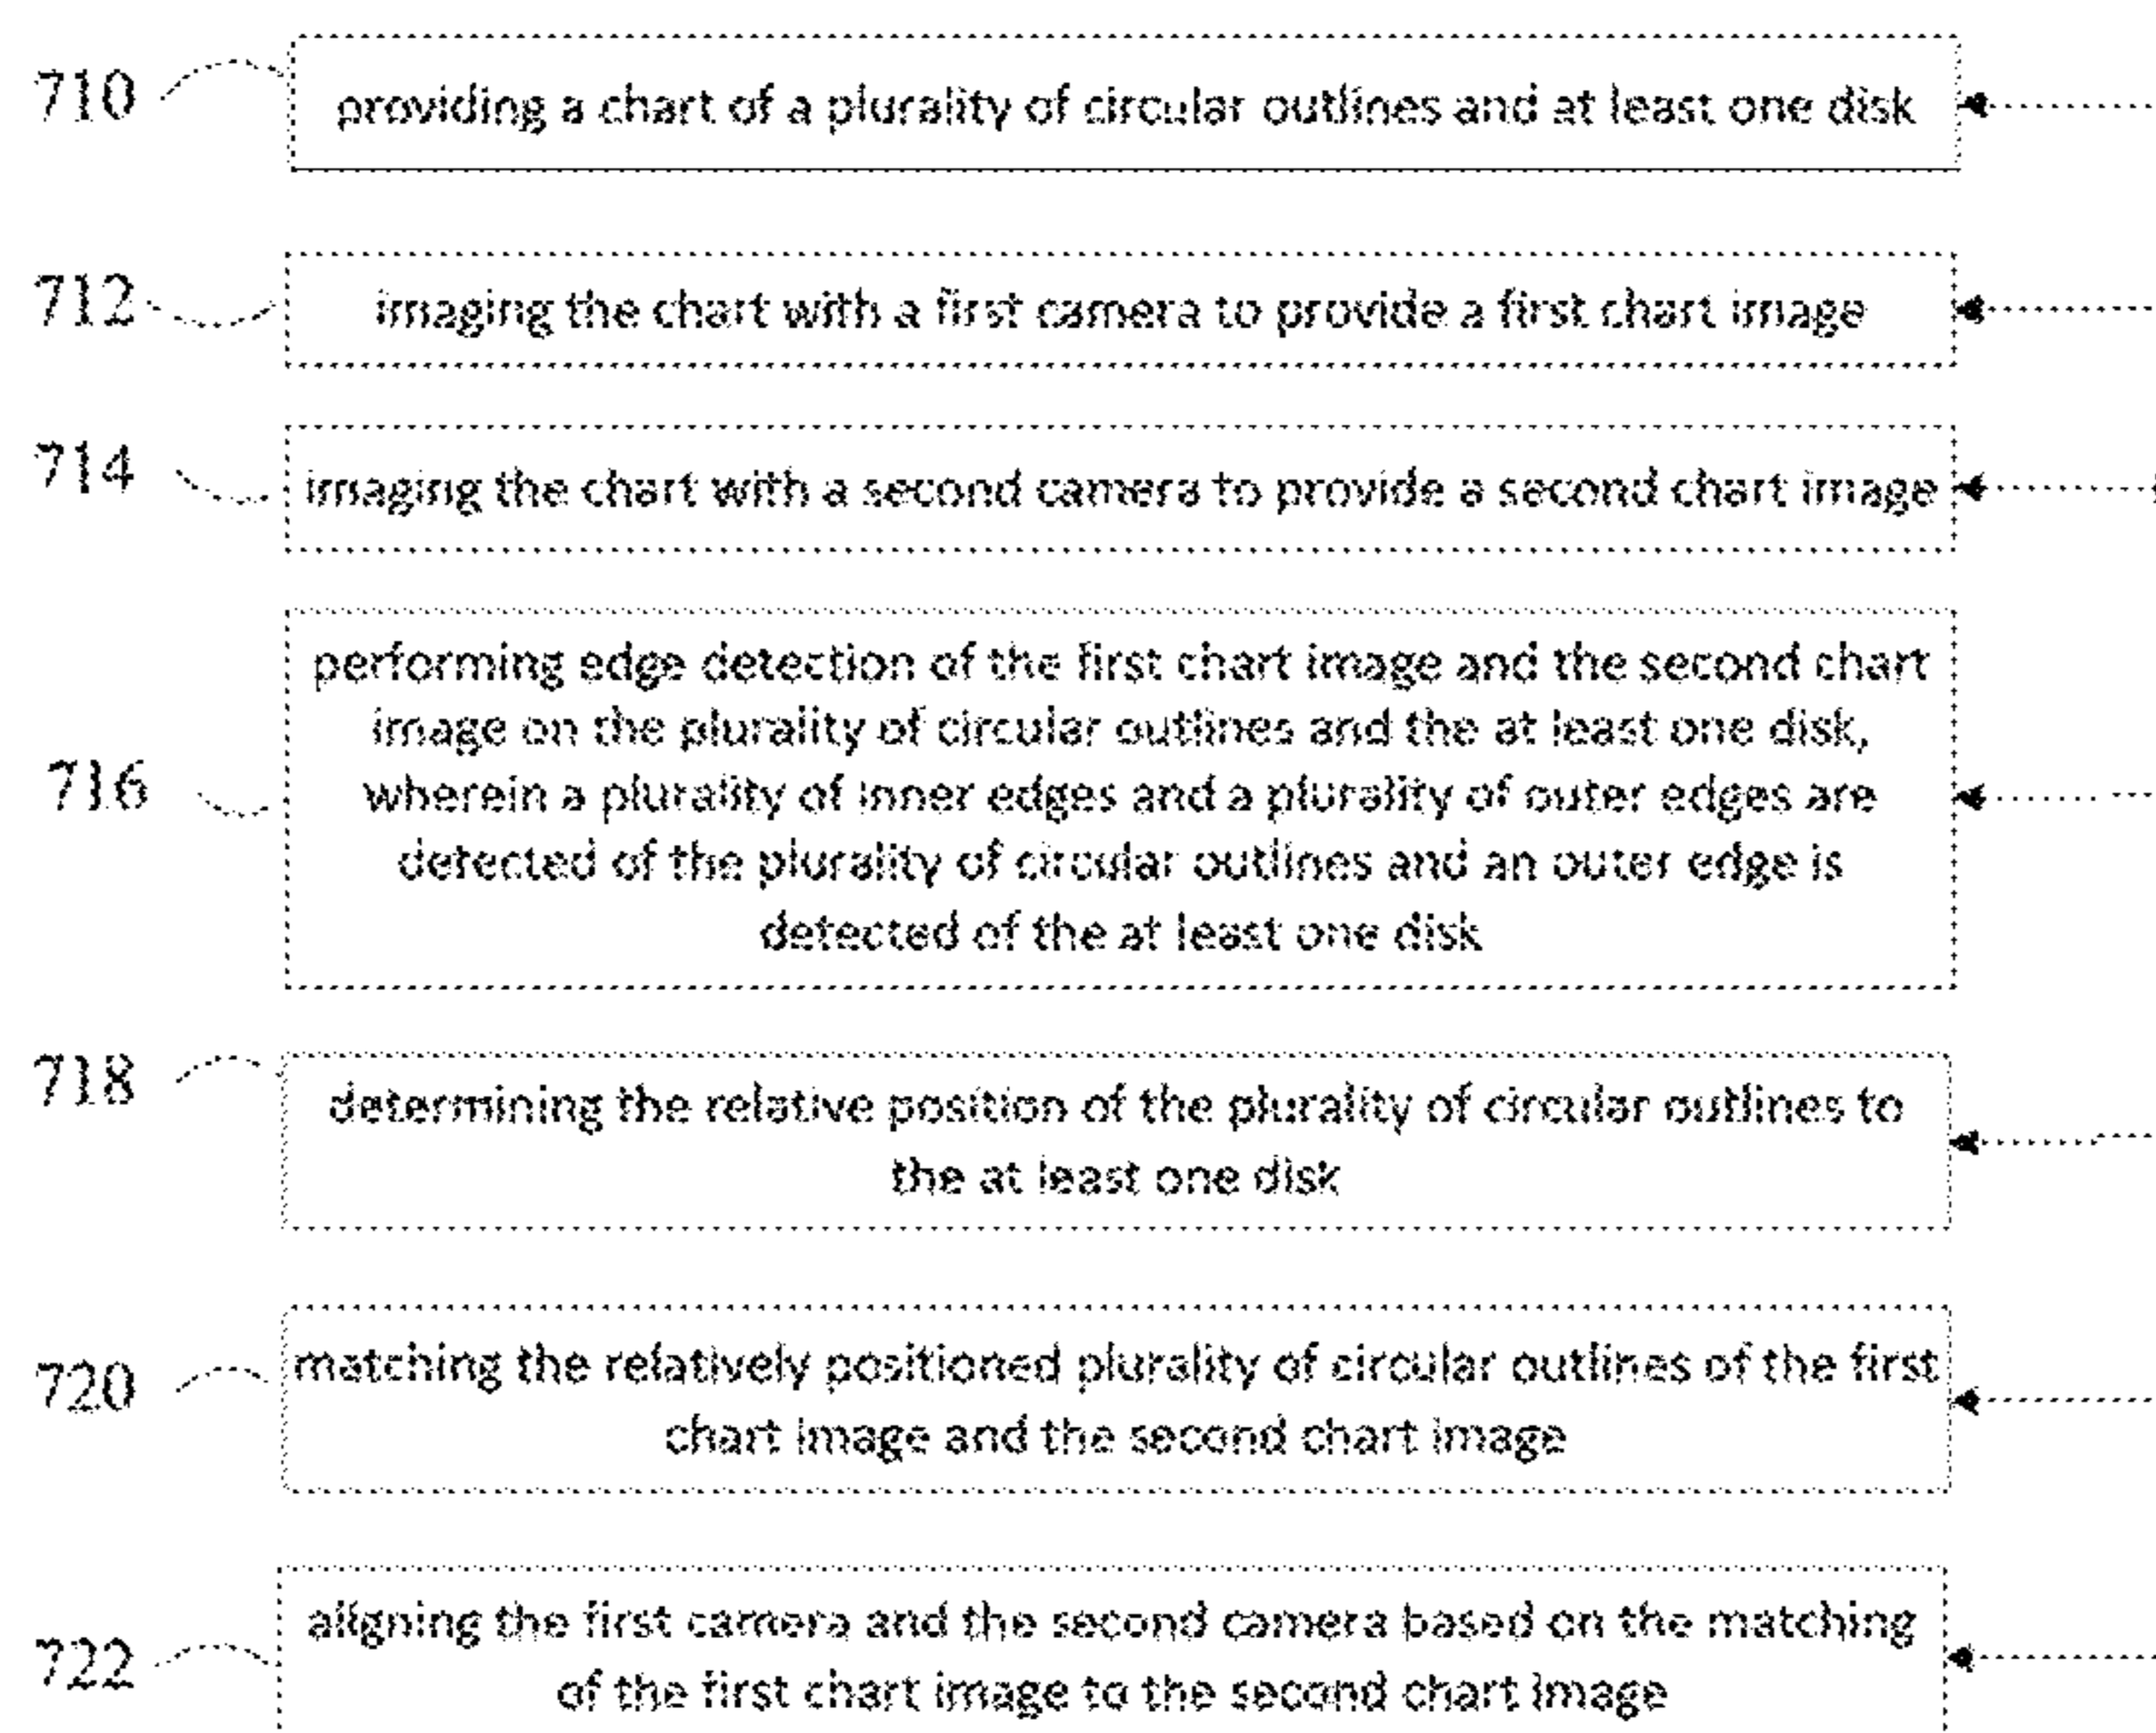 710 providing a chart of a plurality of circular outlines and at least one disk
712 imaging the chart with a first camera to provide a first chart image
714 imaging the chart with a second camera to provide a second chart image
performing edge detection of the first chart image and the second chart
image on the plurality of circular outlines and the at least one disk,
716 wherein a plurality of inner edges and a plurality of outer edges are
detected of the plurality of circular outlines and an outer edge is
detected of the at least one disk
718 determining the relative position of the plurality of circular outlines to
the at least one disk
720 matching the relatively positioned plurality of circular outlines of the first
chart image and the second chart image
722 aligning the first camera and the second camera based on the matching
of the first chart image to the second chart image